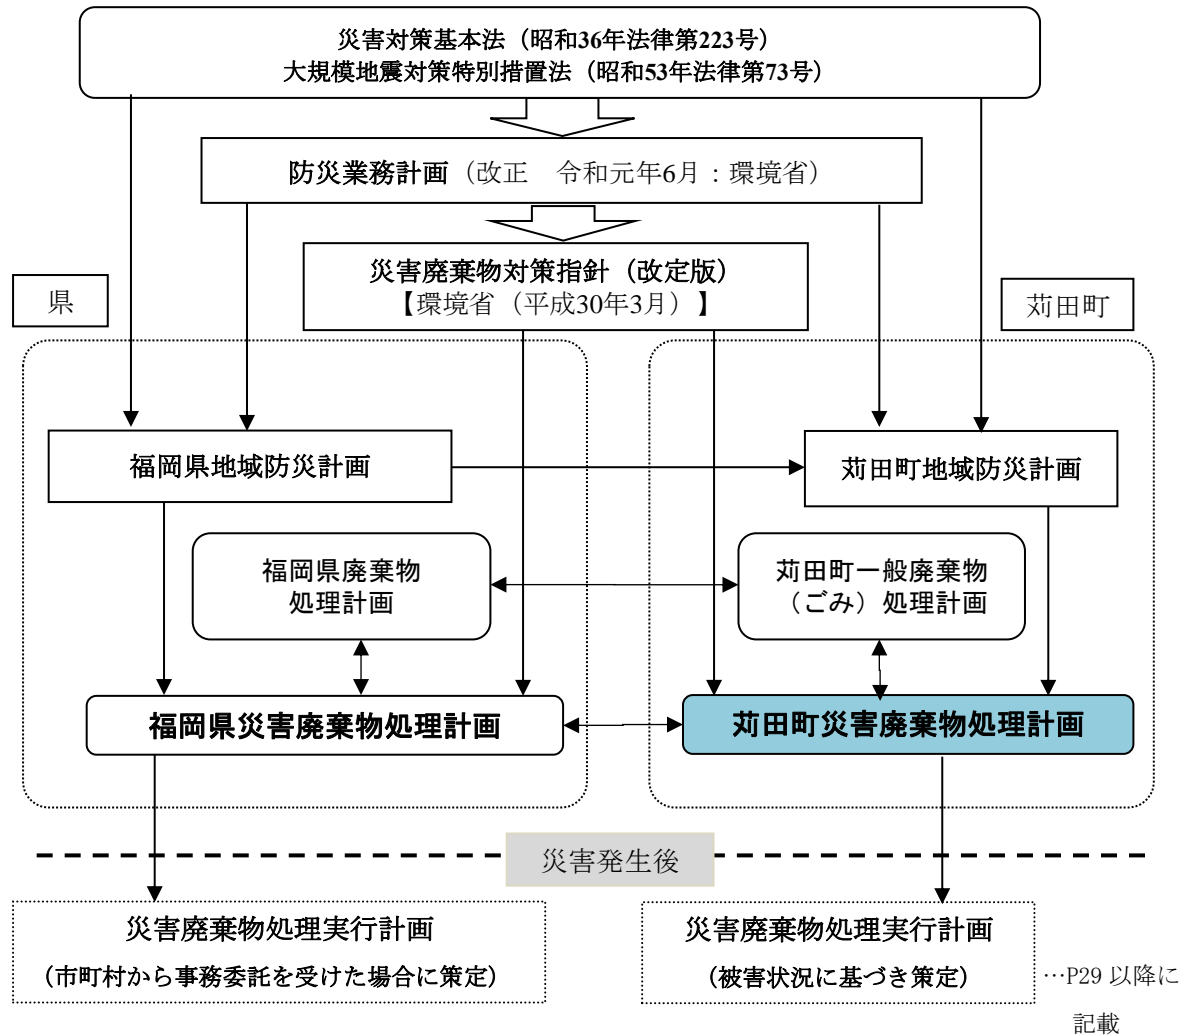 災害対策基本法（昭和36年法律第223号）
大規模地震対策特別措置法（昭和53年法律第73号）
防災業務計画（改正　令和元年6月：環境省）
災害廃棄物対策指針（改定版）
【環境省（平成30年3月）】
県
苅田町
福岡県地域防災計画
苅田町地域防災計画
福岡県廃棄物
処理計画
苅田町一般廃棄物
（ごみ）処理計画
福岡県災害廃棄物処理計画
苅田町災害廃棄物処理計画
災害発生後
災害廃棄物処理実行計画
（市町村から事務委託を受けた場合に策定）
災害廃棄物処理実行計画
（被害状況に基づき策定）
…P29 以降に
記載